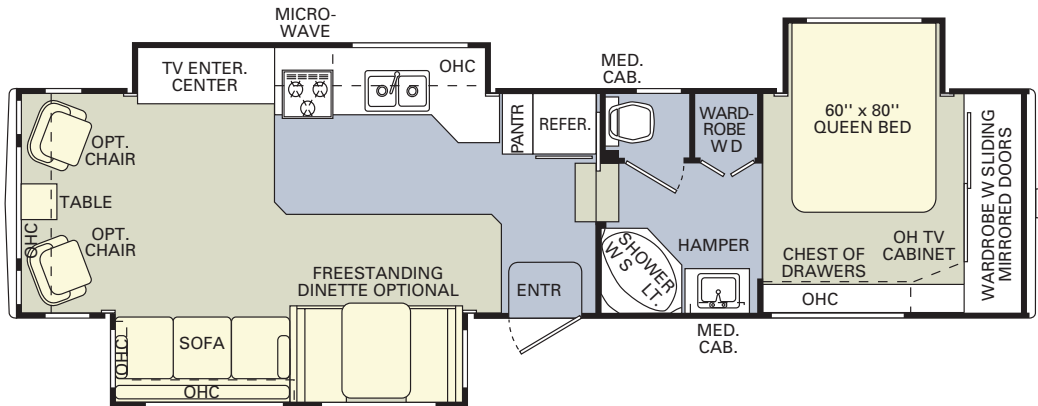 MICRO-
WAVE
TV ENTER.
CENTER
OHC
MED.
CAB.
PANTR
REFER.
WARD-
ROBE
W D
60'' x 80''
QUEEN BED
WARDROBE W SLIDING
MIRRORED DOORS
OPT.
CHAIR
TABLE
OHC
OPT.
CHAIR
FREESTANDING
DINETTE OPTIONAL
ENTR
SHOWER
W S
LT.
HAMPER
CHEST OF
DRAWERS
OH TV
CABINET
OHC
MED.
CAB.
OHC
SOFA
OHC